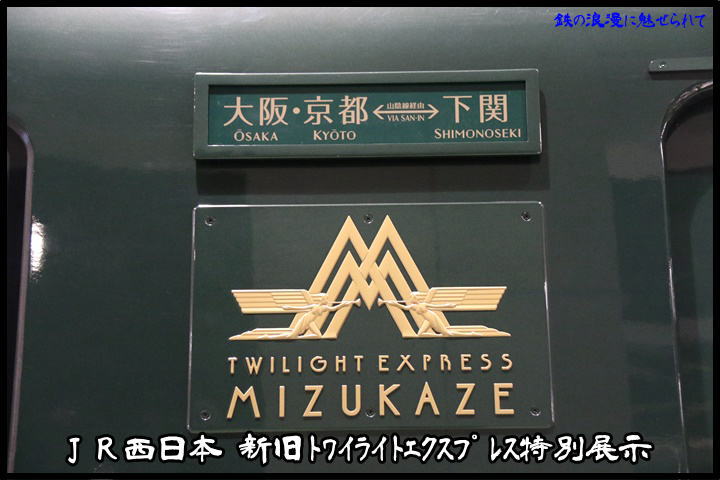 鉄の浪漫に魅せられて
大阪・京都 山陰線経由 下関
ŌSAKA KYŌTO VIA SAN-IN SHIMONOSEKI
TWILIGHT EXPRESS
MIZUKAZE
ＪＲ西日本 新旧ﾄﾜｲﾗｲﾄｴｸｽﾌﾟﾚｽ特別展示